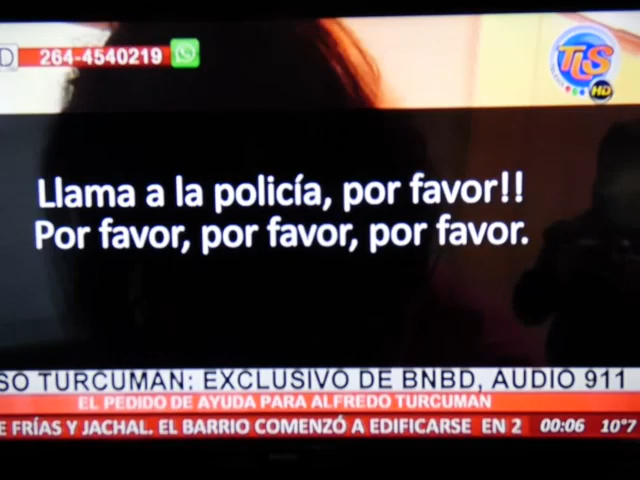 D 264-4540219
TLS
HD
Llama a la policía, por favor!!
Por favor, por favor, por favor.
SO TURCUMAN: EXCLUSIVO DE BNBD, AUDIO 911
EL PEDIDO DE AYUDA PARA ALFREDO TURCUMAN
E FRÍAS Y JACHAL. EL BARRIO COMENZÓ A EDIFICARSE EN 2 00:06 10°7